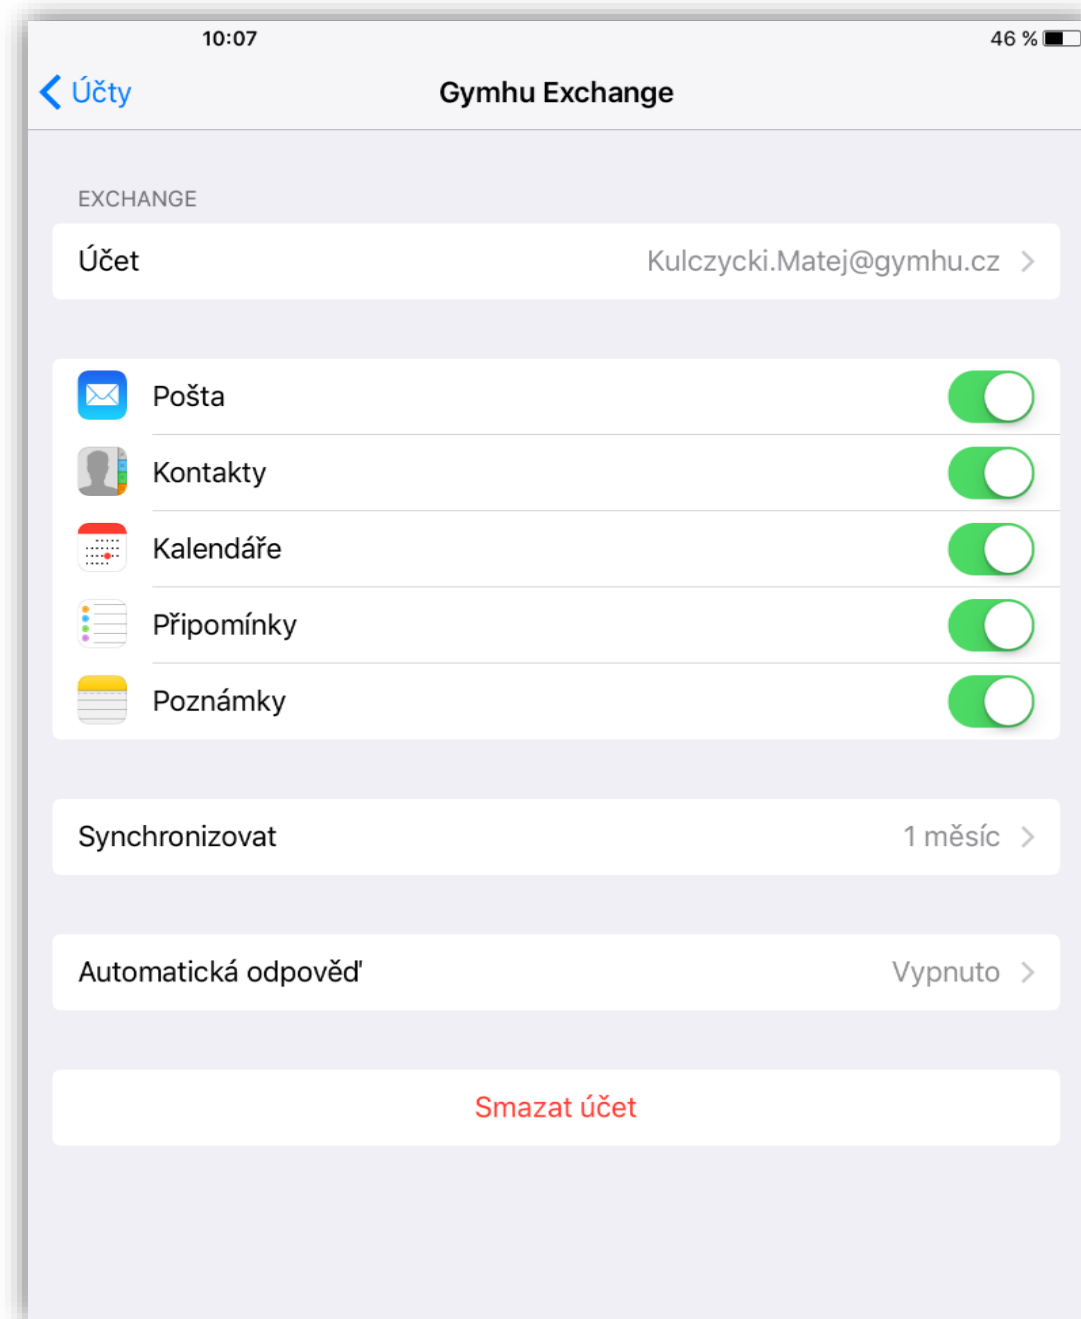 10:07
46 %
Účty
Gymhu Exchange
EXCHANGE
Účet
Kulczycki.Matej@gymhu.cz
Pošta
Kontakty
Kalendáře
Připomínky
Poznámky
Synchronizovat
1 měsíc
Automatická odpověď
Vypnuto
Smazat účet